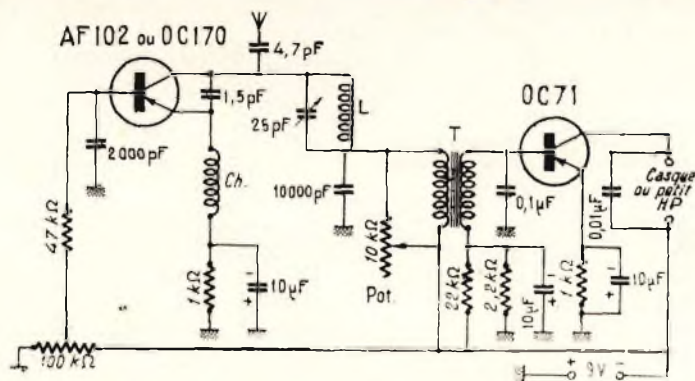 AF102 ou OC170
4,7pF
1,5pF
25pF
L
OC71
T
2000pF
Ch.
10000pF
0,1µF
0,01µF
Casque
ou petit
HP
47kΩ
1kΩ
10µF
+ -
10kΩ
Pot.
22kΩ
2,2kΩ
10µF
+ -
1kΩ
10µF
+ -
100kΩ
+ 9V -